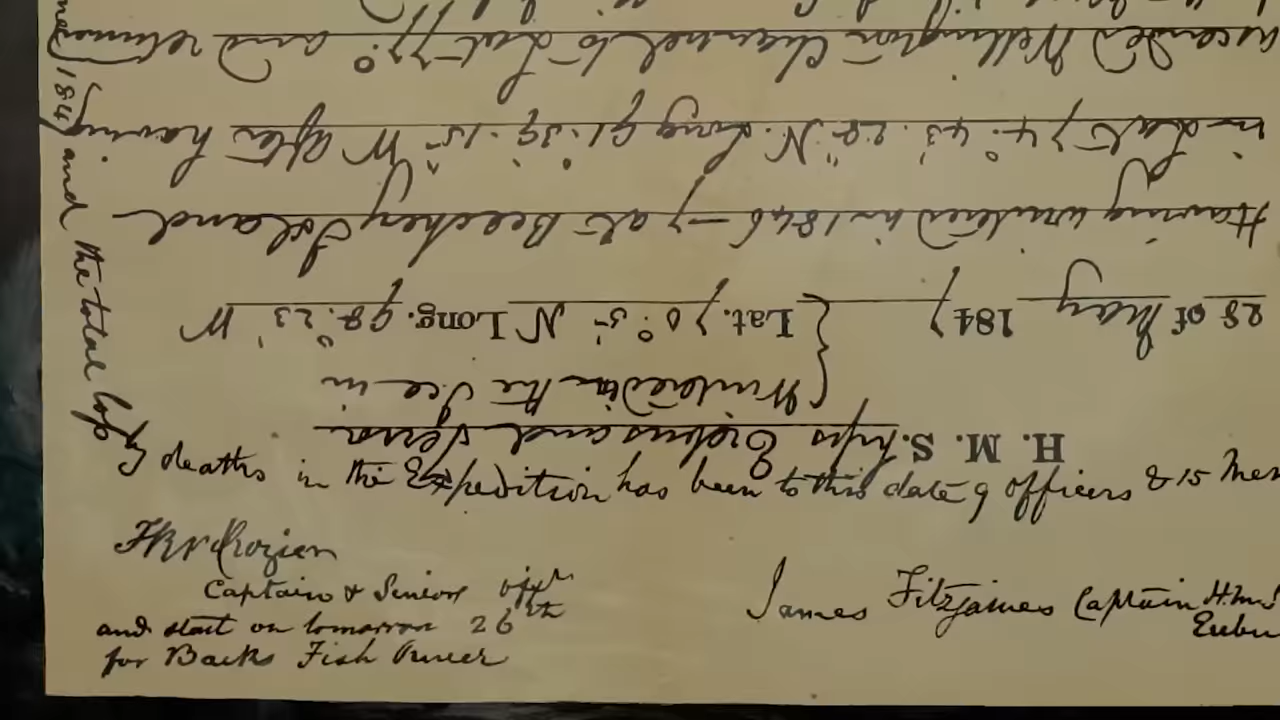 H. M. S. hips Erebus and Terror
Wintered in the Ice in
28 of May 1847 { Lat. 70°. 5' N Long. 98°. 23' W
Having wintered in 1846-7 at Beechey Island
in Lat 74°. 43'. 28" N. Long 91°. 39'. 15" W after having
ascended Wellington Channel to Lat 77° and returned
1847 and the total loss
by deaths in the Expedition has been to this date 9 officers & 15 Men
James Fitzjames Captain H.M.S
Erebu
F R M Crozier
Captain & Senior offr
and start on tomorrow 26th
for Backs Fish River